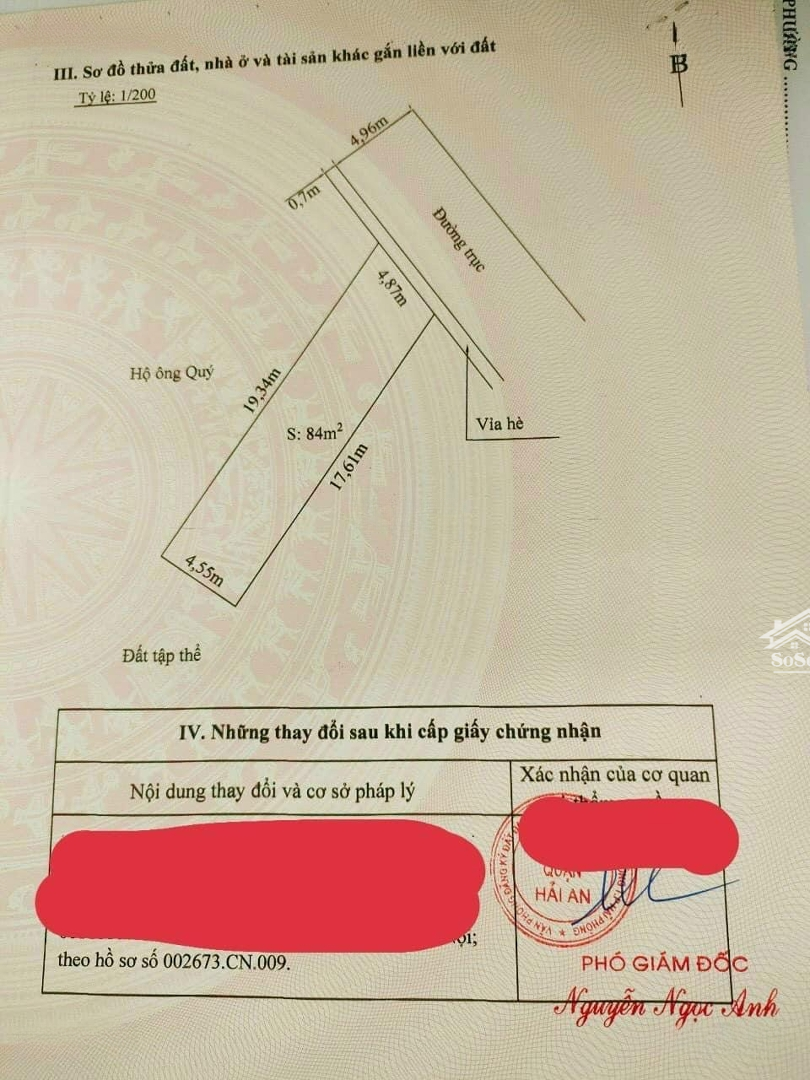 III. Sơ đồ thửa đất, nhà ở và tài sản khác gắn liền với đất
Tỷ lệ: 1/200
B
4,96m
0,7m
Đường trục
4,87m
Hộ ông Quý
19,34m
S: 84m²
17,61m
Vỉa hè
4,55m
Đất tập thể
IV. Những thay đổi sau khi cấp giấy chứng nhận
Nội dung thay đổi và cơ sở pháp lý
Xác nhận của cơ quan
QUẬN
HẢI AN
theo hồ sơ số 002673.CN.009.
PHÓ GIÁM ĐỐC
Nguyễn Ngọc Anh